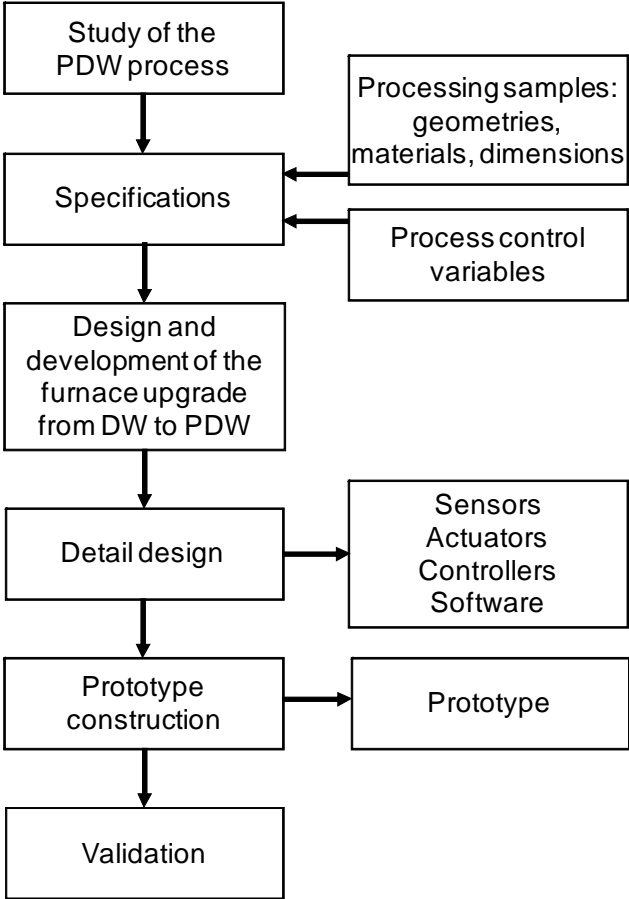 Study of the
PDW process
Processing samples:
geometries,
materials, dimensions
Specifications
Process control
variables
Design and
development of the
furnace upgrade
from DW to PDW
Detail design
Sensors
Actuators
Controllers
Software
Prototype
construction
Prototype
Validation